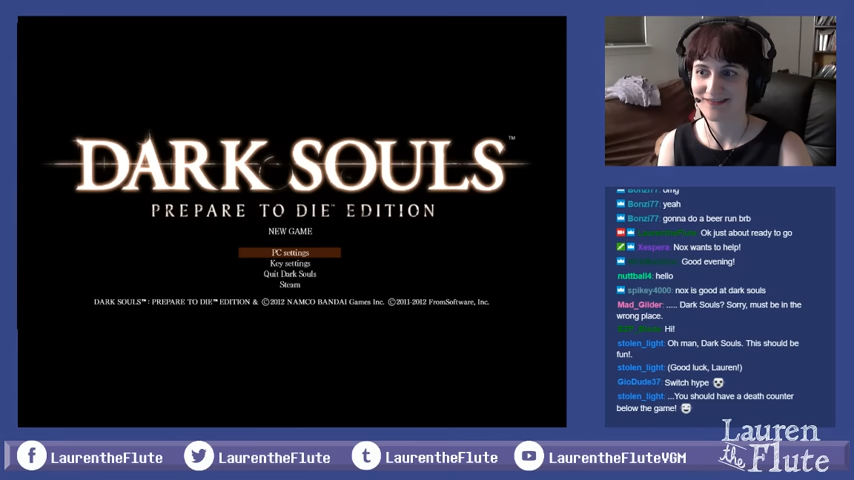 DARK SOULS™
PREPARE TO DIE™ EDITION
NEW GAME
PC settings
Key settings
Quit Dark Souls
Steam
DARK SOULS™ : PREPARE TO DIE™ EDITION & ©2012 NAMCO BANDAI Games Inc. ©2011-2012 FromSoftware, Inc.
Bonzi77: omg
Bonzi77: yeah
Bonzi77: gonna do a beer run brb
Ok just about ready to go
Xespera: Nox wants to help!
Good evening!
nuttball4: hello
spikey4000: nox is good at dark souls
Mad_Gilder: ..... Dark Souls? Sorry, must be in the
wrong place.
Hi!
stolen_light: Oh man, Dark Souls. This should be
fun!.
stolen_light: (Good luck, Lauren!)
GioDude37: Switch hype
stolen_light: ...You should have a death counter
below the game!
LaurentheFlute
LaurentheFlute
LaurentheFlute
LaurentheFluteVGM
Lauren
the Flute